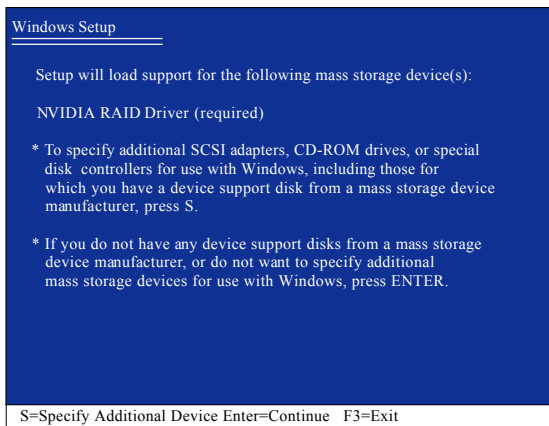 Windows Setup
Setup will load support for the following mass storage device(s):
NVIDIA RAID Driver (required)
* To specify additional SCSI adapters, CD-ROM drives, or special
disk controllers for use with Windows, including those for
which you have a device support disk from a mass storage device
manufacturer, press S.
* If you do not have any device support disks from a mass storage
device manufacturer, or do not want to specify additional
mass storage devices for use with Windows, press ENTER.
S=Specify Additional Device Enter=Continue F3=Exit